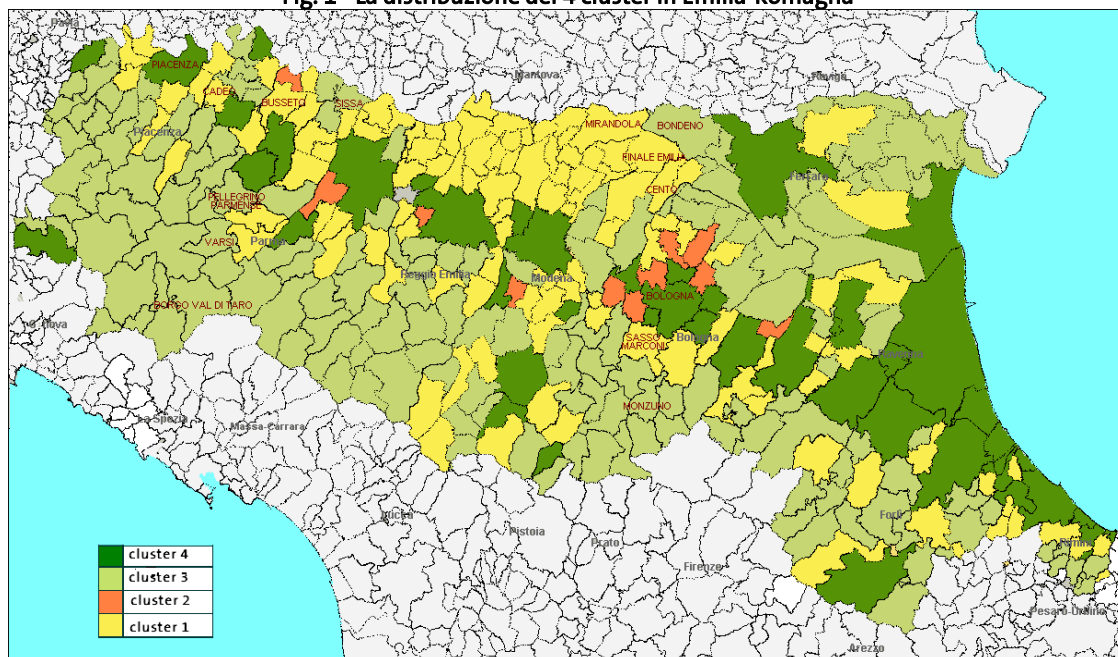 Fig. 1 - La distribuzione dei 4 cluster in Emilia-Romagna
Pavia
PIACENZA
Mantova
Rovigo
CADEO
BUSSETO
SISSA
Piacenza
MIRANDOLA
BONDENO
FINALE EMILIA
Ferrara
CENTO
PELLEGRINO
PARMENSE
VARSI
Parma
Reggio Emilia
Modena
BOLOGNA
BORGO VAL DI TARO
Genova
SASSO
MARCONI
Bologna
Ravenna
MONZUNO
La Spezia
Massa-Carrara
Lucca
Pistoia
Prato
Firenze
Forlì
Rimini
Pesaro-Urbino
Arezzo
cluster 4
cluster 3
cluster 2
cluster 1